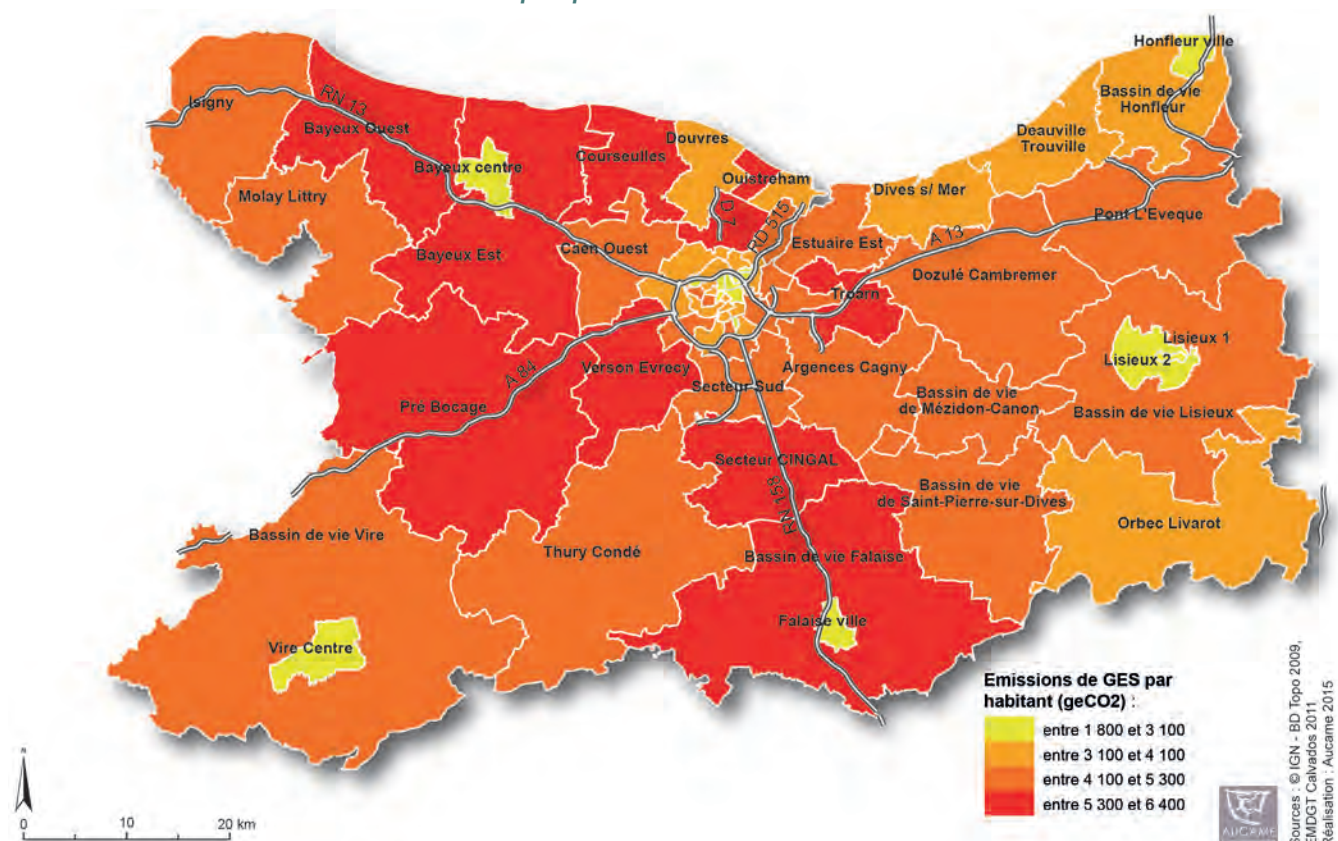 Honfleur ville
Bassin de vie
Honfleur
Isigny
RN 13
Bayeux Ouest
Douvres
Deauville
Trouville
Bayeux centre
Courseulles
Ouistreham
Dives s/ Mer
Molay Littry
D 7
RD 515
Pont L'Eveque
Caen Ouest
Estuaire Est
A 13
Bayeux Est
Dozulé Cambremer
Troarn
Lisieux 1
Lisieux 2
A 84
Verson Evrecy
Argences Cagny
Secteur Sud
Pré Bocage
Bassin de vie
de Mézidon-Canon
Bassin de vie Lisieux
Secteur CINGAL
Bassin de vie
de Saint-Pierre-sur-Dives
RN 158
Orbec Livarot
Bassin de vie Vire
Thury Condé
Bassin de vie Falaise
Falaise ville
Vire Centre
Emissions de GES par
habitant (geCO2) :
entre 1 800 et 3 100
entre 3 100 et 4 100
entre 4 100 et 5 300
entre 5 300 et 6 400
N
0 10 20 km
AUCAME
Sources : © IGN - BD Topo 2009,
EMDGT Calvados 2011
Réalisation : Aucame 2015